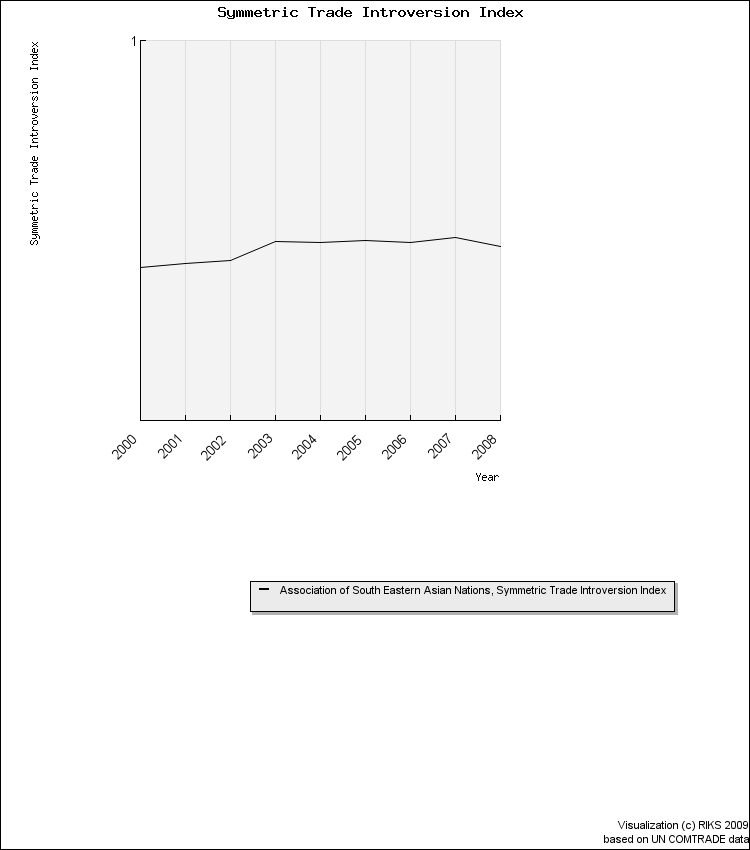 Symmetric Trade Introversion Index
Symmetric Trade Introversion Index
1
2000 2001 2002 2003 2004 2005 2006 2007 2008
Year
Association of South Eastern Asian Nations, Symmetric Trade Introversion Index
Visualization (c) RIKS 2009
based on UN COMTRADE data